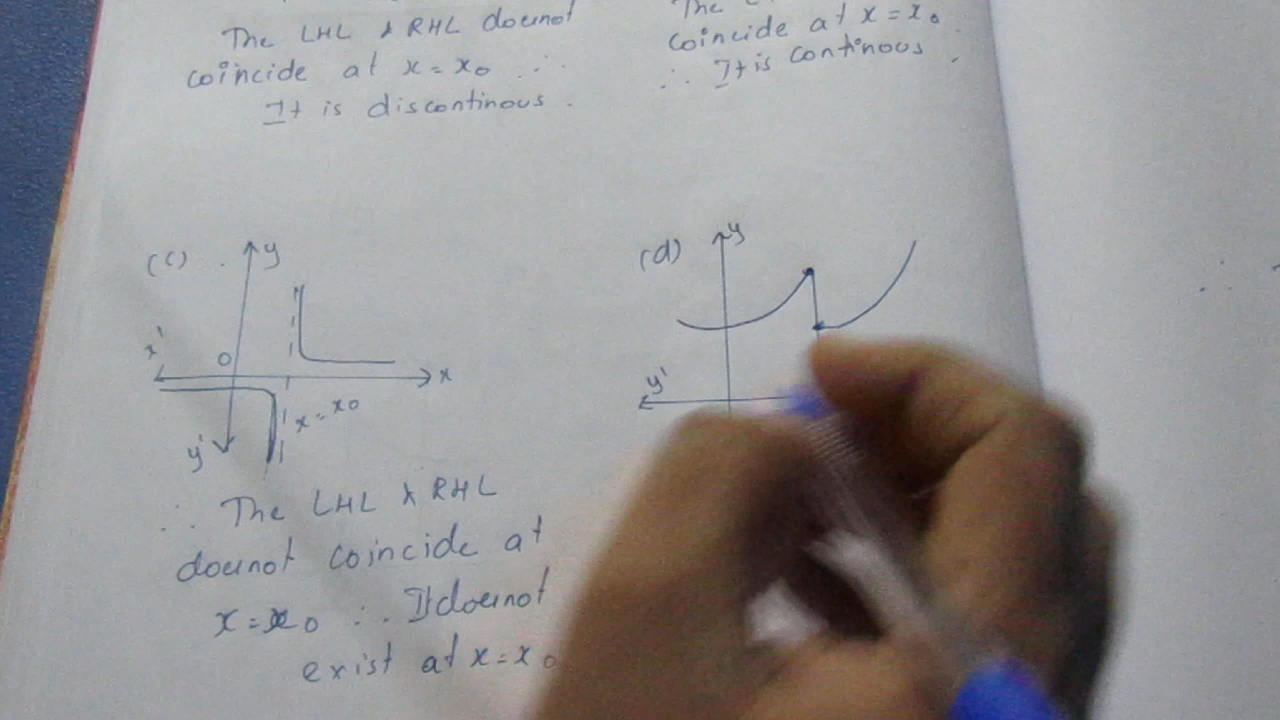 The LHL & RHL doesnot
coincide at x = x₀ ∴
It is discontinous.
The
coincide at x = x₀.
∴ It is continous.
(c)
y
x'
O
x
x = x₀
y'
∴ The LHL & RHL
doesnot coincide at
x = x₀ ∴ It doesnot
exist at x = x₀
(d)
y
y'